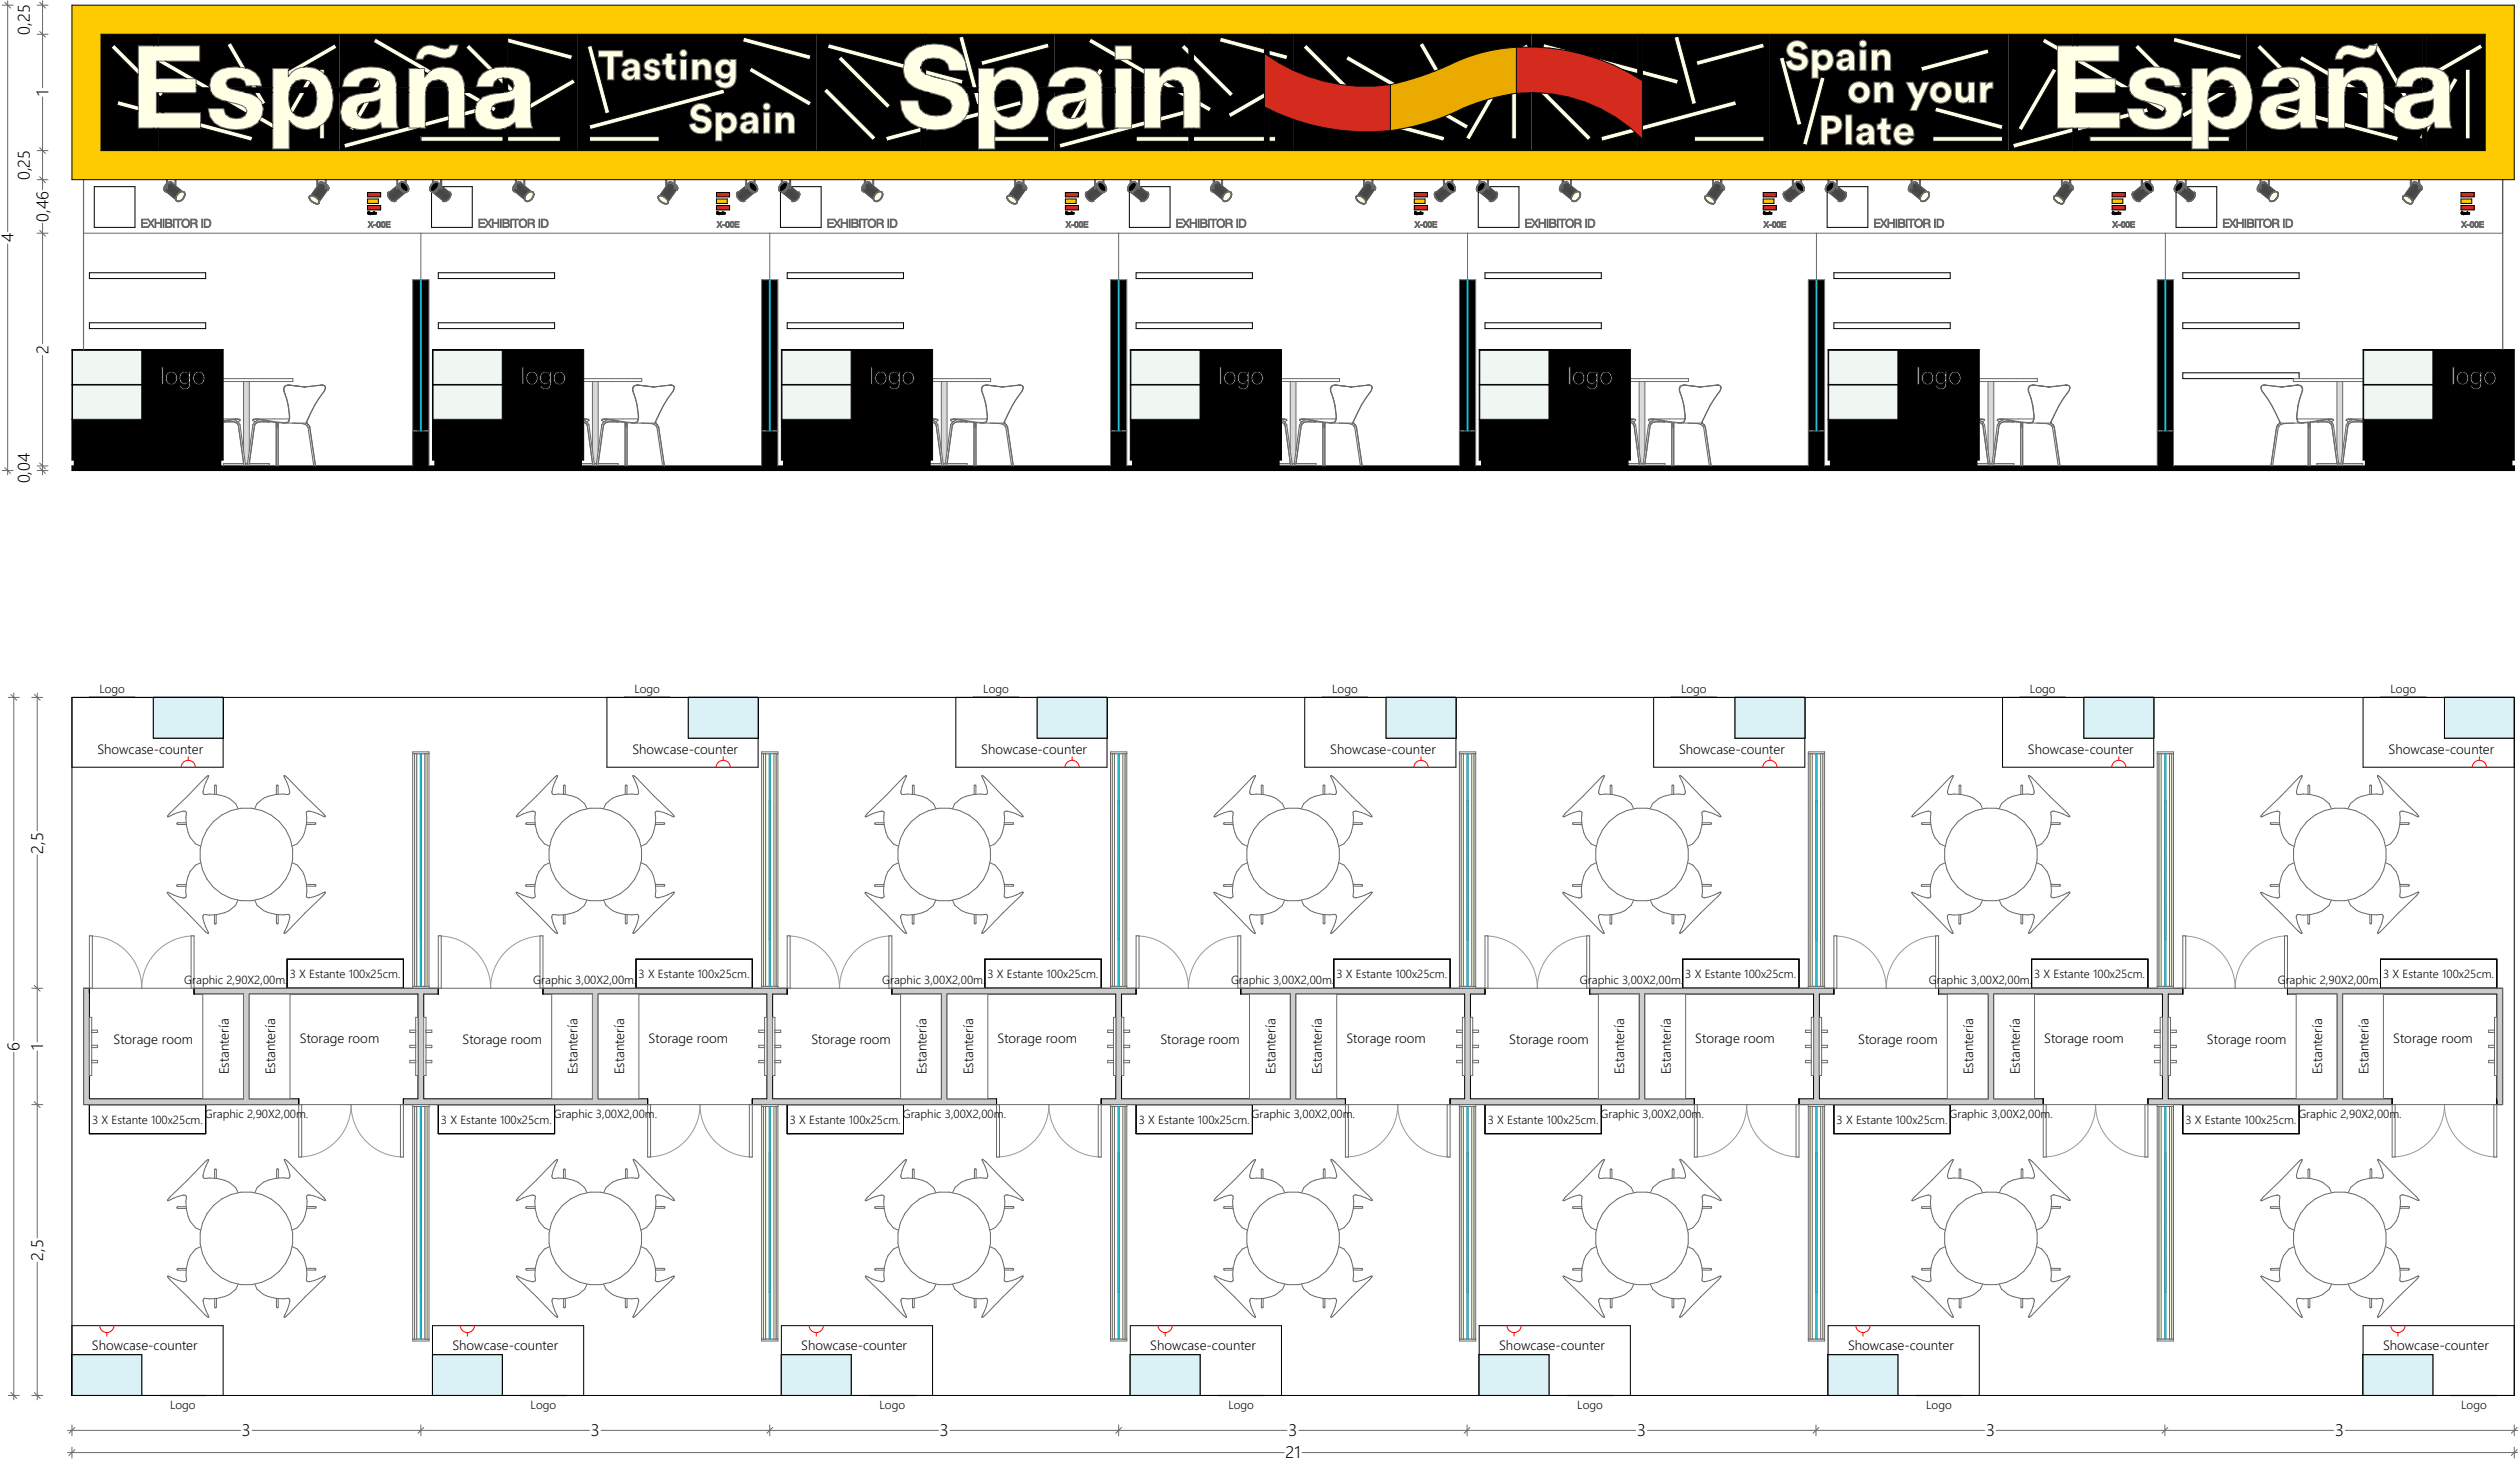 0,25
1
0,25
0,46
4
2
0,04
España
Tasting
Spain
Spain
Spain
on your
Plate
España
EXHIBITOR ID
X-00E
EXHIBITOR ID
X-00E
EXHIBITOR ID
X-00E
EXHIBITOR ID
X-00E
EXHIBITOR ID
X-00E
EXHIBITOR ID
X-00E
EXHIBITOR ID
X-00E
logo
logo
logo
logo
logo
logo
logo
Logo
Logo
Logo
Logo
Logo
Logo
Logo
Showcase-counter
Showcase-counter
Showcase-counter
Showcase-counter
Showcase-counter
Showcase-counter
Showcase-counter
2,5
Graphic 2,90X2,00m.
3 X Estante 100x25cm.
Graphic 3,00X2,00m.
3 X Estante 100x25cm.
Graphic 3,00X2,00m.
3 X Estante 100x25cm.
Graphic 3,00X2,00m.
3 X Estante 100x25cm.
Graphic 3,00X2,00m.
3 X Estante 100x25cm.
Graphic 3,00X2,00m.
3 X Estante 100x25cm.
Graphic 2,90X2,00m.
3 X Estante 100x25cm.
6
1
Storage room
Estantería
Estantería
Storage room
Storage room
Estantería
Estantería
Storage room
Storage room
Estantería
Estantería
Storage room
Storage room
Estantería
Estantería
Storage room
Storage room
Estantería
Estantería
Storage room
Storage room
Estantería
Estantería
Storage room
Storage room
Estantería
Estantería
Storage room
3 X Estante 100x25cm.
Graphic 2,90X2,00m.
3 X Estante 100x25cm.
Graphic 3,00X2,00m.
3 X Estante 100x25cm.
Graphic 3,00X2,00m.
3 X Estante 100x25cm.
Graphic 3,00X2,00m.
3 X Estante 100x25cm.
Graphic 3,00X2,00m.
3 X Estante 100x25cm.
Graphic 3,00X2,00m.
3 X Estante 100x25cm.
Graphic 2,90X2,00m.
2,5
Showcase-counter
Showcase-counter
Showcase-counter
Showcase-counter
Showcase-counter
Showcase-counter
Showcase-counter
Logo
Logo
Logo
Logo
Logo
Logo
Logo
3
3
3
3
3
3
3
21